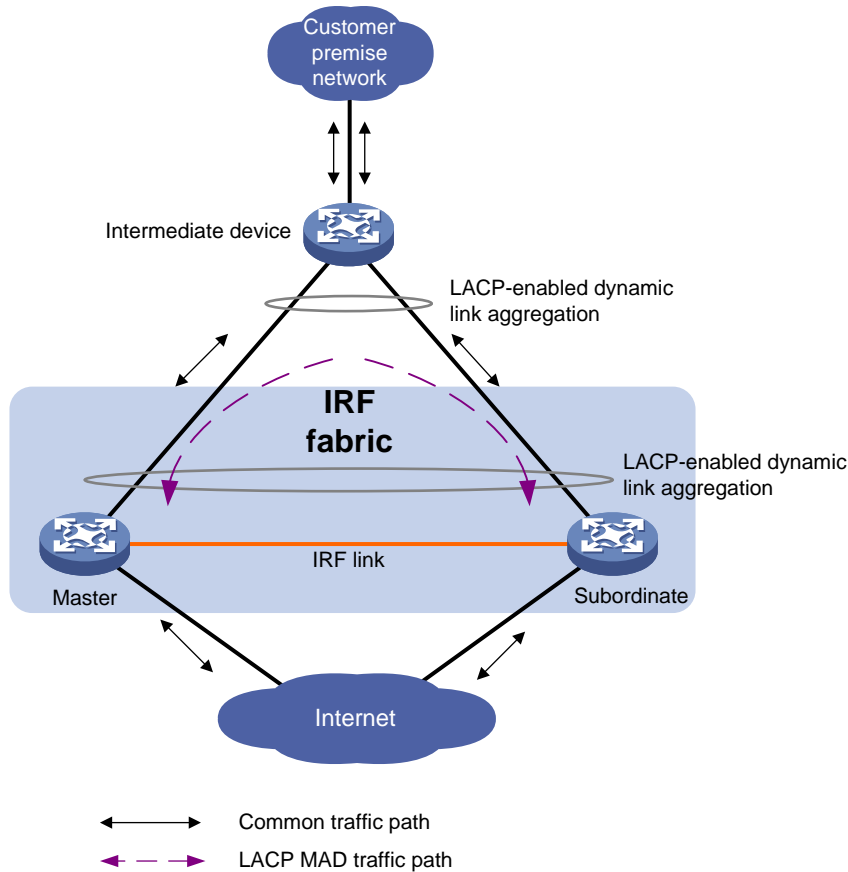 Customer
premise
network
Intermediate device
LACP-enabled dynamic
link aggregation
IRF
fabric
LACP-enabled dynamic
link aggregation
IRF link
Master
Subordinate
Internet
Common traffic path
LACP MAD traffic path